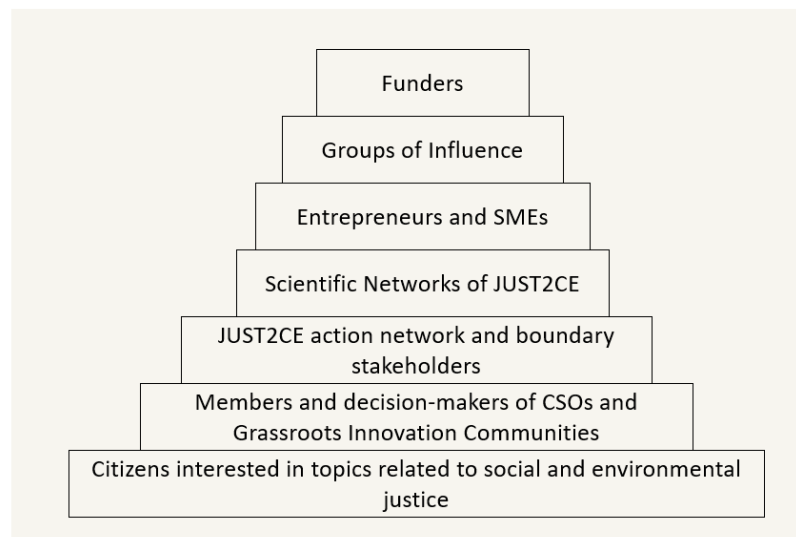 Funders
Groups of Influence
Entrepreneurs and SMEs
Scientific Networks of JUST2CE
JUST2CE action network and boundary
stakeholders
Members and decision-makers of CSOs and
Grassroots Innovation Communities
Citizens interested in topics related to social and environmental
justice